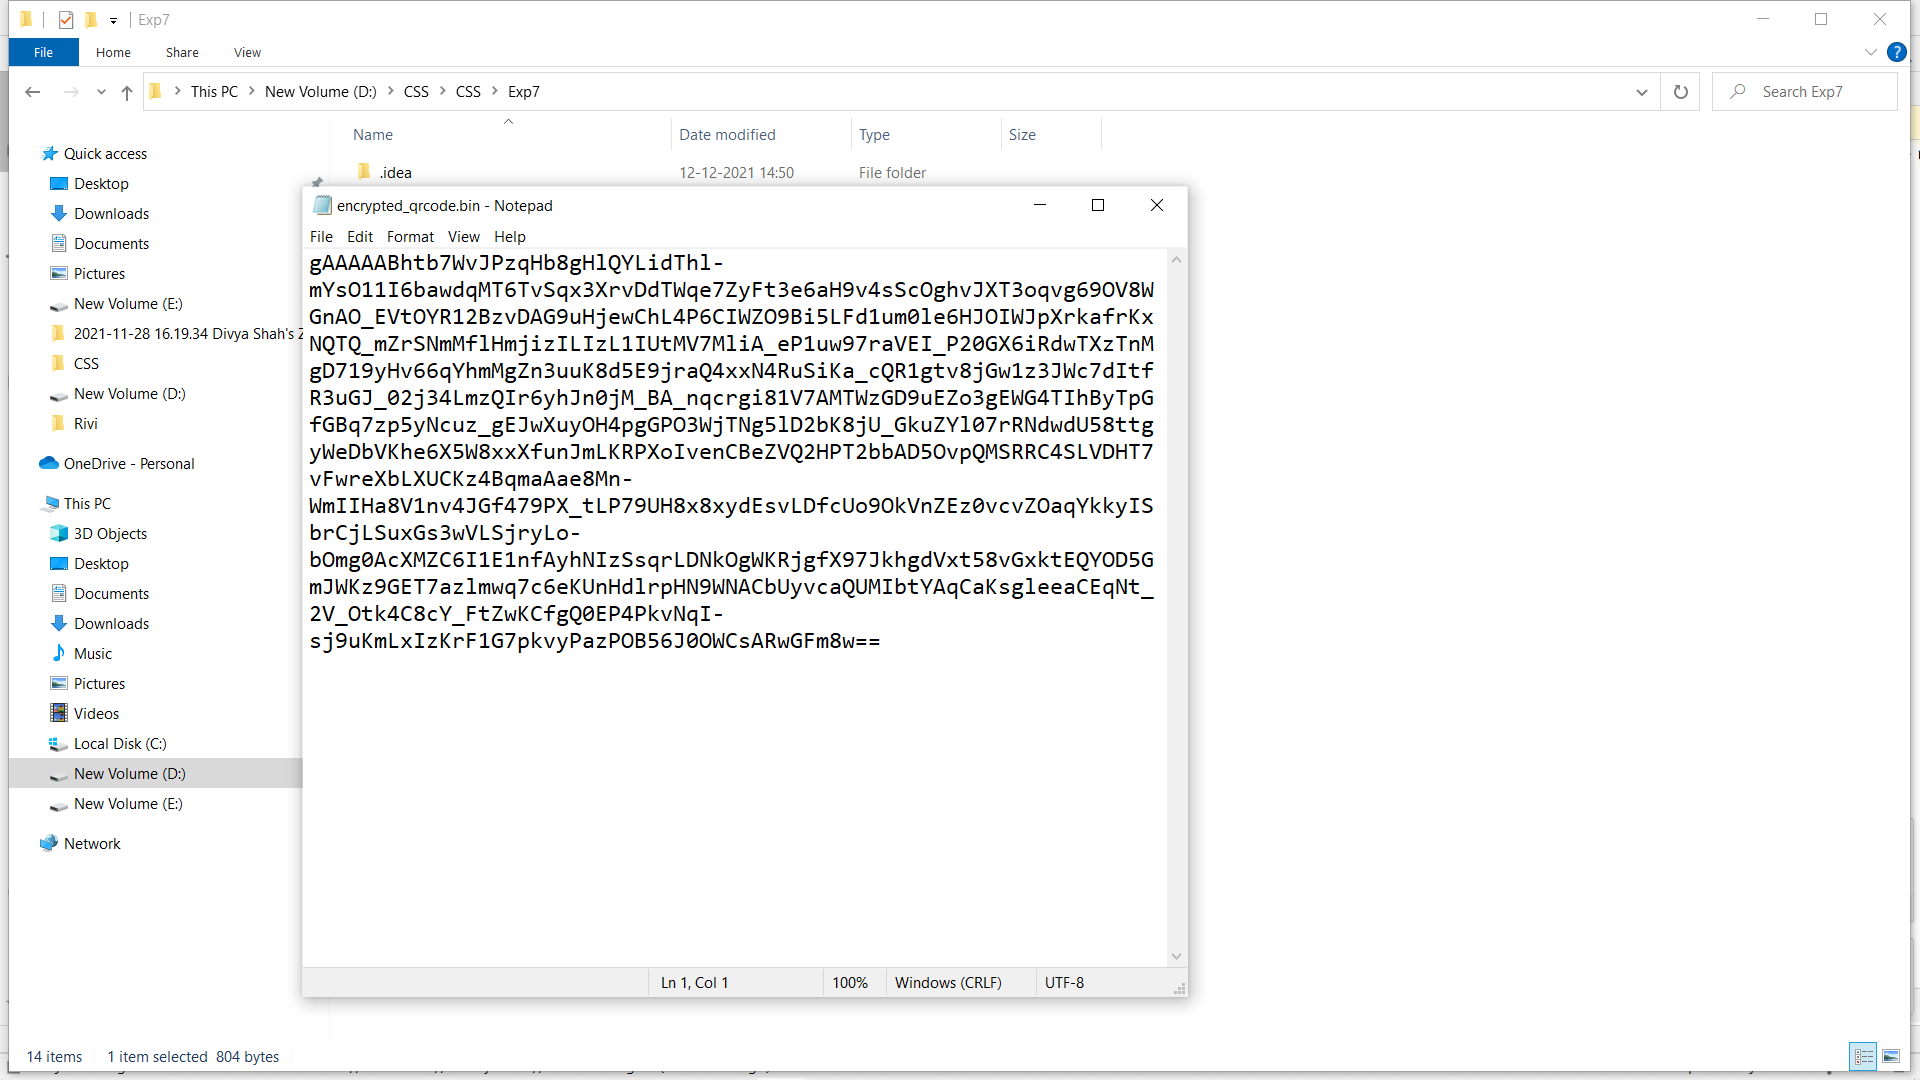 Exp7
File
Home
Share
View
This PC
New Volume (D:)
CSS
CSS
Exp7
Search Exp7
Name
Date modified
Type
Size
.idea
12-12-2021 14:50
File folder
Quick access
Desktop
Downloads
Documents
Pictures
New Volume (E:)
2021-11-28 16.19.34 Divya Shah's Z
CSS
New Volume (D:)
Rivi
OneDrive - Personal
This PC
3D Objects
Desktop
Documents
Downloads
Music
Pictures
Videos
Local Disk (C:)
New Volume (D:)
New Volume (E:)
Network
encrypted_qrcode.bin - Notepad
File Edit Format View Help
gAAAAABhtb7WvJPzqHb8gHlQYLidThl-
mYsO11I6bawdqMT6TvSqx3XrvDdTWqe7ZyFt3e6aH9v4sScOghvJXT3oqvg69OV8W
GnAO_EVtOYR12BzvDAG9uHjewChL4P6CIWZO9Bi5LFd1um0le6HJOIWJpXrkafrKx
NQTQ_mZrSNmMflHmjizILIzL1IUtMV7MliA_eP1uw97raVEI_P20GX6iRdwTXzTnM
gD719yHv66qYhmMgZn3uuK8d5E9jraQ4xxN4RuSiKa_cQR1gtv8jGw1z3JWc7dItf
R3uGJ_02j34LmzQIr6yhJn0jM_BA_nqcrgi81V7AMTWzGD9uEZo3gEWG4TIhByTpG
fGBq7zp5yNcuz_gEJwXuyOH4pgGPO3WjTNg5lD2bK8jU_GkuZYl07rRNdwdU58ttg
yWeDbVKhe6X5W8xxXfunJmLKRPXoIvenCBeZVQ2HPT2bbAD5OvpQMSRRC4SLVDHT7
vFwreXbLXUCKz4BqmaAae8Mn-
WmIIHa8V1nv4JGf479PX_tLP79UH8x8xydEsvLDfcUo9OkVnZEz0vcvZOaqYkkyIS
brCjLSuxGs3wVLSjryLo-
bOmg0AcXMZC6I1E1nfAyhNIzSsqrLDNkOgWKRjgfX97JkhgdVxt58vGxktEQYOD5G
mJWKz9GET7azlmwq7c6eKUnHdlrpHN9WNACbUyvcaQUMIbtYAqCaKsgleeaCEqNt_
2V_Otk4C8cY_FtZwKCfgQ0EP4PkvNqI-
sj9uKmLxIzKrF1G7pkvyPazPOB56J0OWCsARwGFm8w==
Ln 1, Col 1
100%
Windows (CRLF)
UTF-8
14 items
1 item selected 804 bytes